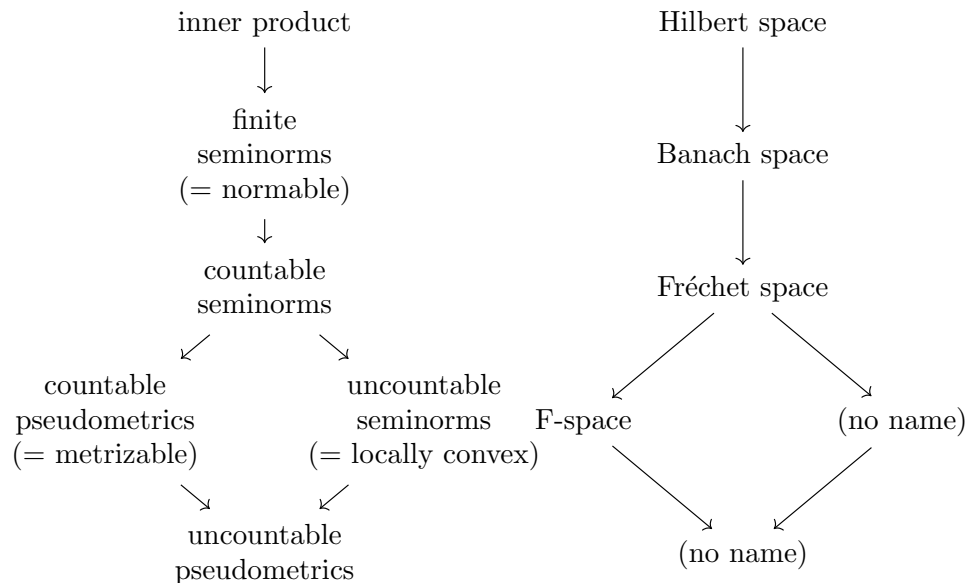 inner product
finite
seminorms
(= normable)
countable
seminorms
countable
pseudometrics
(= metrizable)
uncountable
seminorms
(= locally convex)
uncountable
pseudometrics
Hilbert space
Banach space
Fréchet space
F-space
(no name)
(no name)